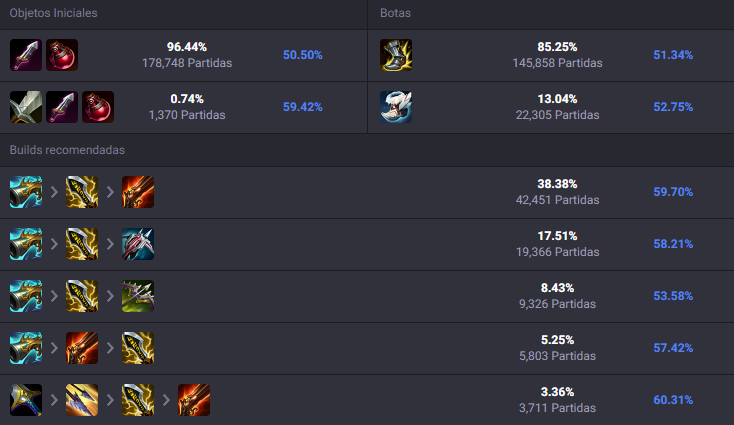 Objetos Iniciales
Botas
96.44%
178,748 Partidas
50.50%
85.25%
145,858 Partidas
51.34%
0.74%
1,370 Partidas
59.42%
13.04%
22,305 Partidas
52.75%
Builds recomendadas
38.38%
42,451 Partidas
59.70%
17.51%
19,366 Partidas
58.21%
8.43%
9,326 Partidas
53.58%
5.25%
5,803 Partidas
57.42%
3.36%
3,711 Partidas
60.31%